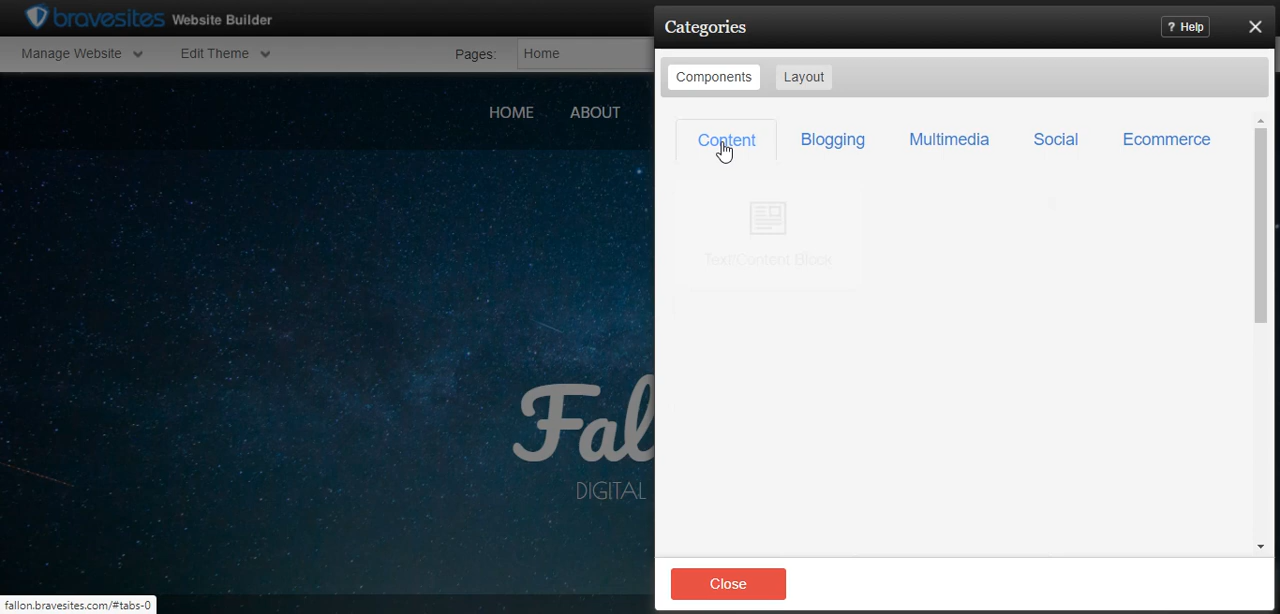 bravesites Website Builder
Manage Website
Edit Theme
Pages:
Home
HOME
ABOUT
Fal
DIGITAL
fallon.bravesites.com/#tabs-0
Categories
? Help
Components
Layout
Content
Blogging
Multimedia
Social
Ecommerce
Text Content Block
Close